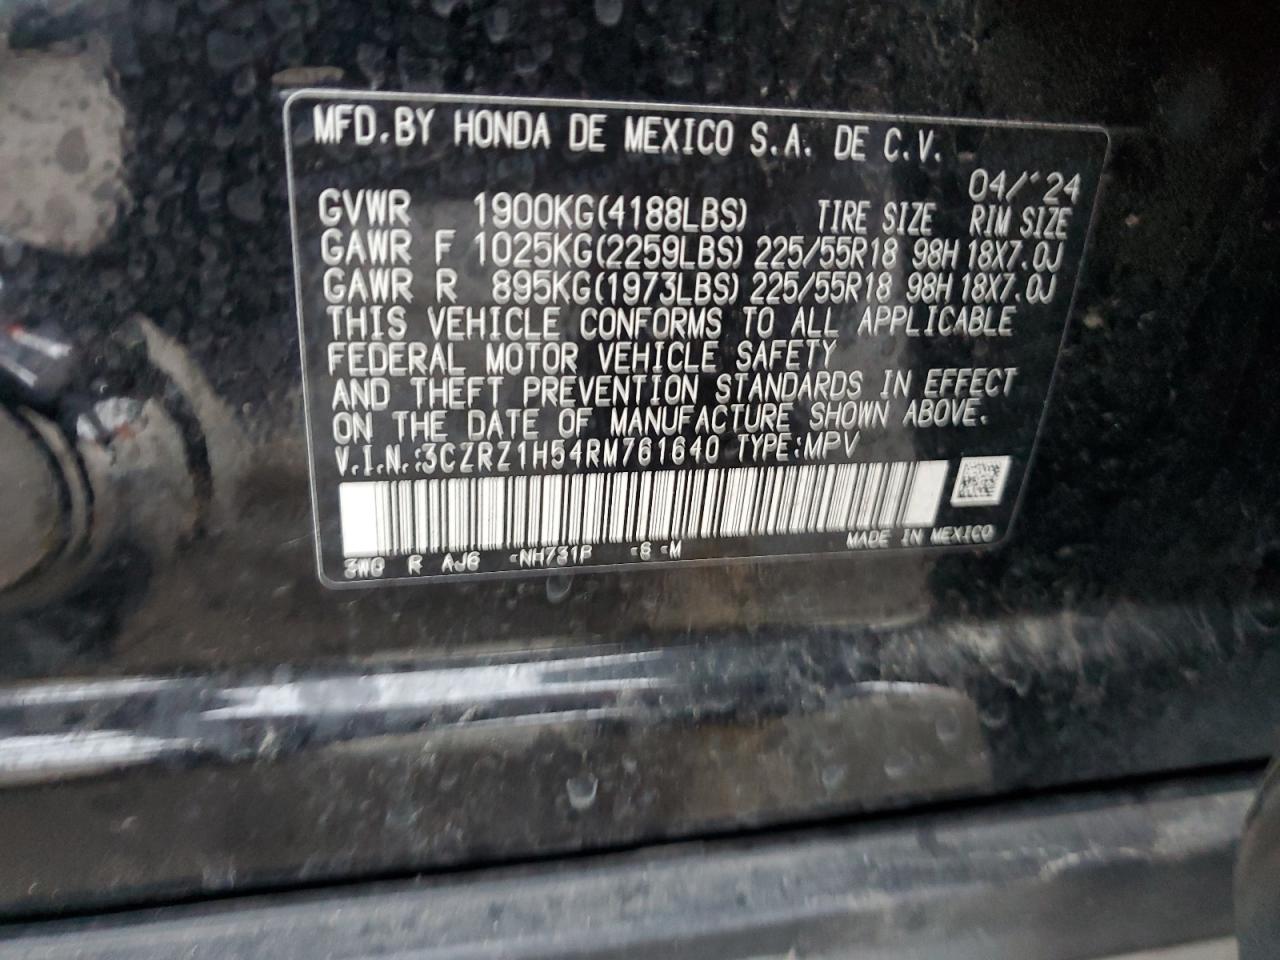 MFD.BY HONDA DE MEXICO S.A. DE C.V.
04/'24
GVWR 1900KG(4188LBS) TIRE SIZE RIM SIZE
GAWR F 1025KG(2259LBS) 225/55R18 98H 18X7.0J
GAWR R 895KG(1973LBS) 225/55R18 98H 18X7.0J
THIS VEHICLE CONFORMS TO ALL APPLICABLE
FEDERAL MOTOR VEHICLE SAFETY
AND THEFT PREVENTION STANDARDS IN EFFECT
ON THE DATE OF MANUFACTURE SHOWN ABOVE.
V.I.N.:3CZRZ1H54RM761640 TYPE:MPV
MADE IN MEXICO
R AJ6 *NH731P *M